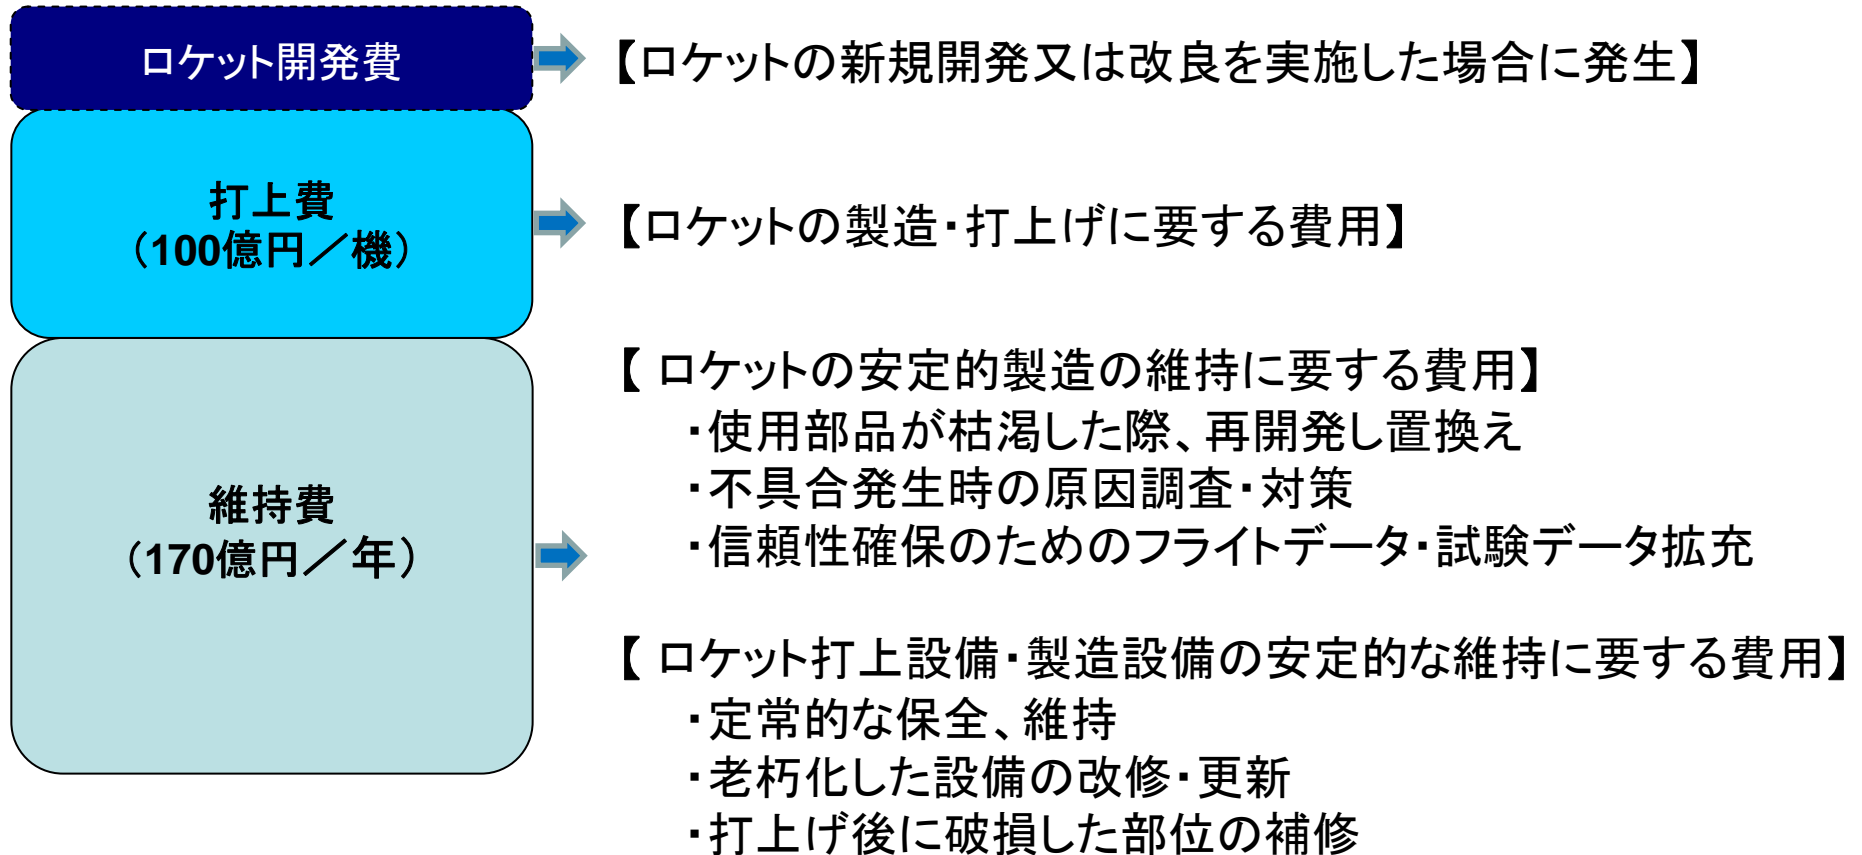 ロケット開発費
【ロケットの新規開発又は改良を実施した場合に発生】
打上費
（100億円／機）
【ロケットの製造・打上げに要する費用】
維持費
（170億円／年）
【 ロケットの安定的製造の維持に要する費用】
・使用部品が枯渇した際、再開発し置換え
・不具合発生時の原因調査・対策
・信頼性確保のためのフライトデータ・試験データ拡充
【 ロケット打上設備・製造設備の安定的な維持に要する費用】
・定常的な保全、維持
・老朽化した設備の改修・更新
・打上げ後に破損した部位の補修